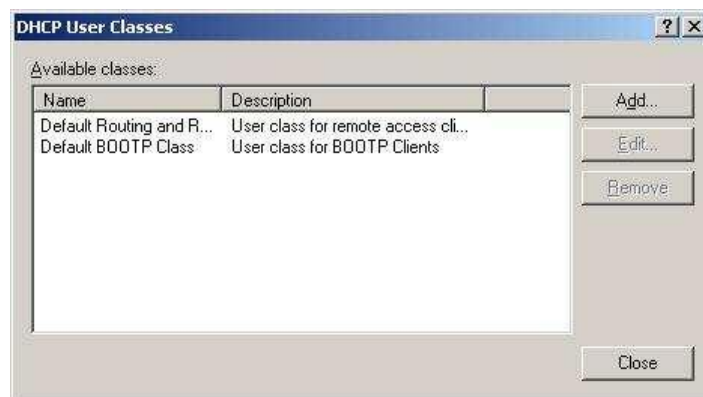 DHCP User Classes
Available classes:
Name Description
Default Routing and R... User class for remote access cli...
Default BOOTP Class User class for BOOTP Clients
Add...
Edit...
Remove
Close